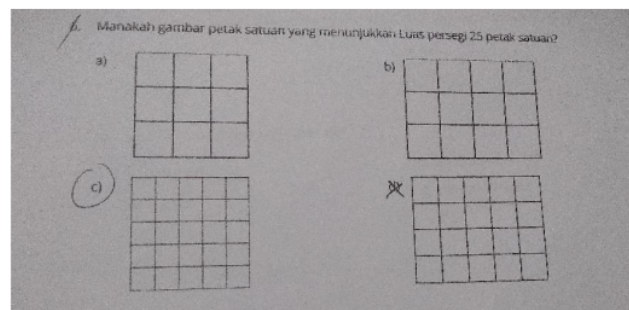 6. Manakah gambar petak satuan yang menunjukkan Luas persegi 25 petak satuan?
a)
b)
c)